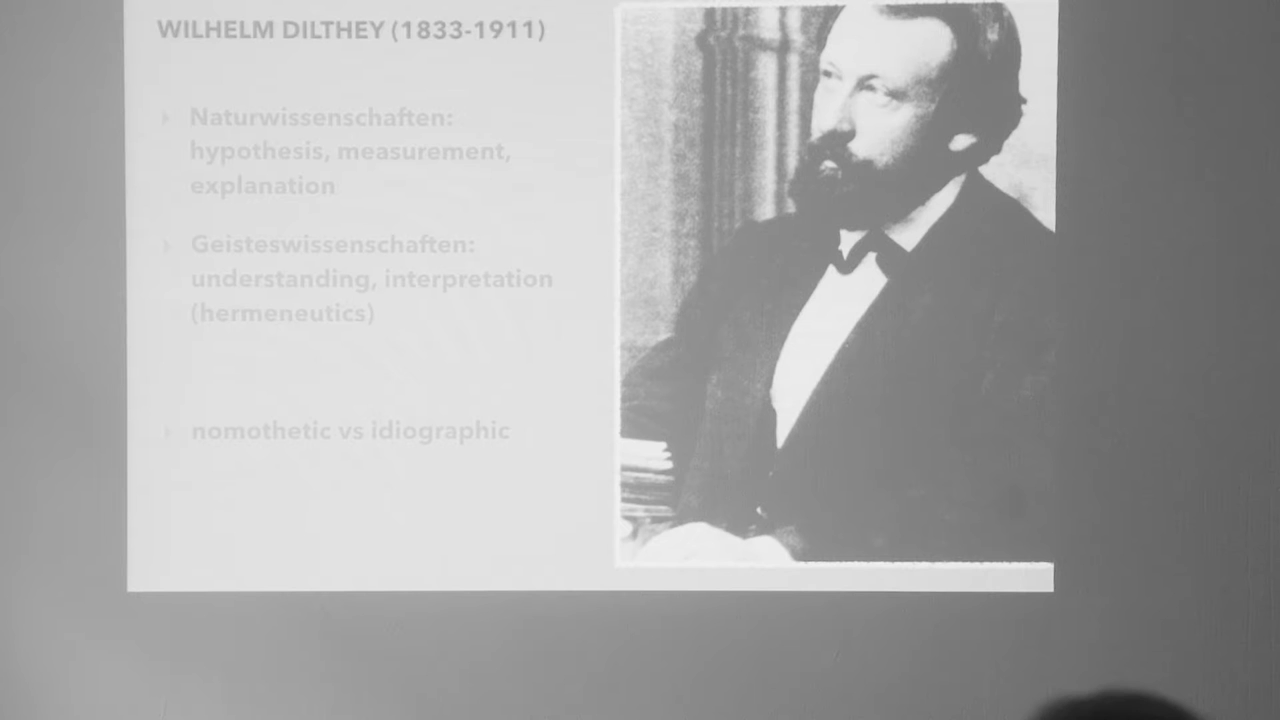 WILHELM DILTHEY (1833-1911)
Naturwissenschaften:
hypothesis, measurement,
explanation
Geisteswissenschaften:
understanding, interpretation
(hermeneutics)
nomothetic vs idiographic